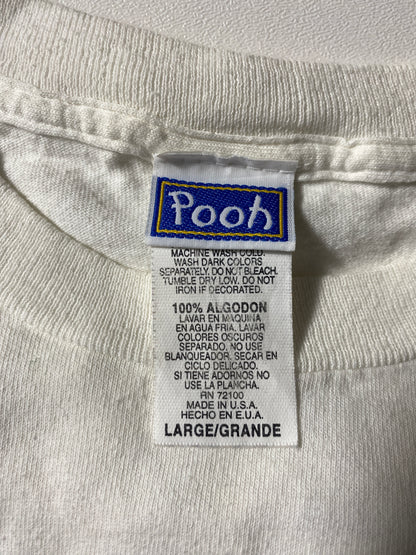 Pooh
MACHINE WASH COLD.
WASH DARK COLORS
SEPARATELY. DO NOT BLEACH.
TUMBLE DRY LOW. DO NOT
IRON IF DECORATED.
100% ALGODON
LAVAR EN MAQUINA
EN AGUA FRIA. LAVAR
COLORES OSCUROS
SEPARADO, NO USE
BLANQUEADOR. SECAR EN
CICLO DELICADO.
SI TIENE ADORNOS NO
USE LA PLANCHA.
RN 72100
MADE IN U.S.A.
HECHO EN E.U.A.
LARGE/GRANDE